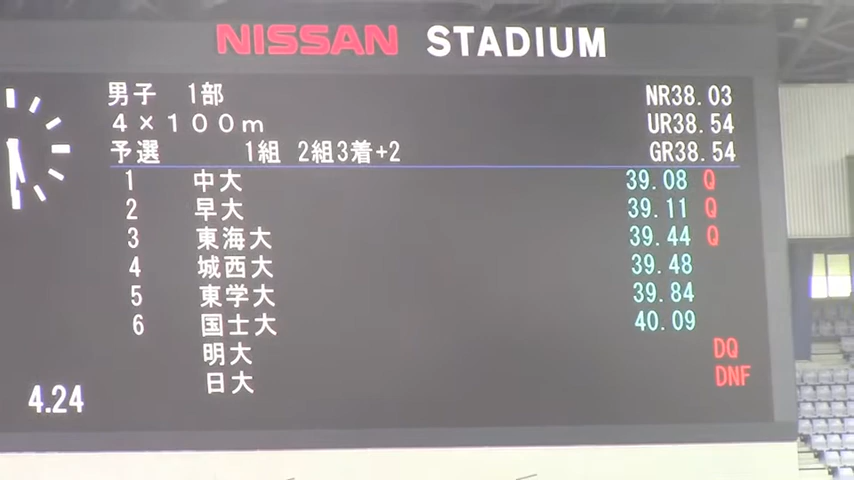 NISSAN STADIUM
男子 1部 NR38.03
4×100m UR38.54
予選 1組 2組3着+2 GR38.54
1 中大 39.08 Q
2 早大 39.11 Q
3 東海大 39.44 Q
4 城西大 39.48
5 東学大 39.84
6 国士大 40.09
明大 DQ
日大 DNF
4.24